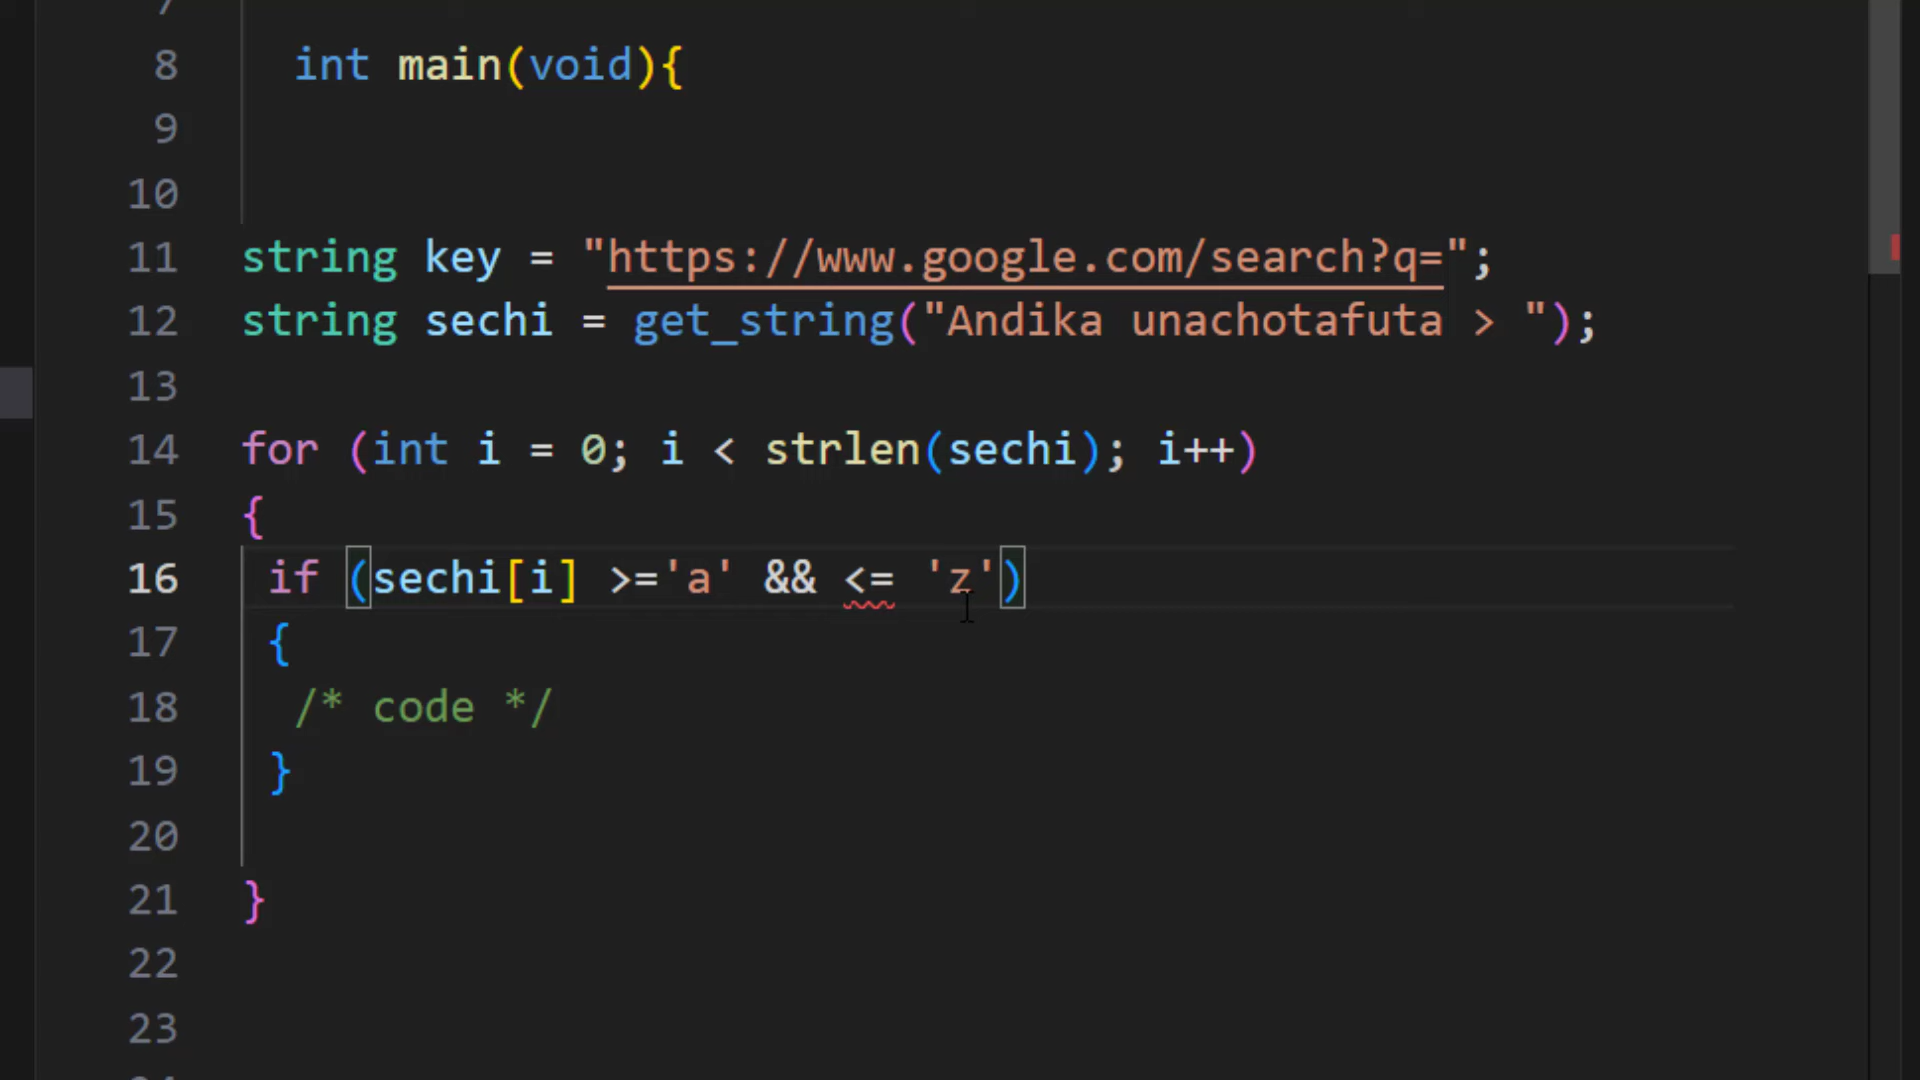 7
8 int main(void){
9
10
11 string key = "https://www.google.com/search?q=";
12 string sechi = get_string("Andika unachotafuta > ");
13
14 for (int i = 0; i < strlen(sechi); i++)
15 {
16 if (sechi[i] >='a' && <= 'z')
17 {
18 /* code */
19 }
20
21 }
22
23